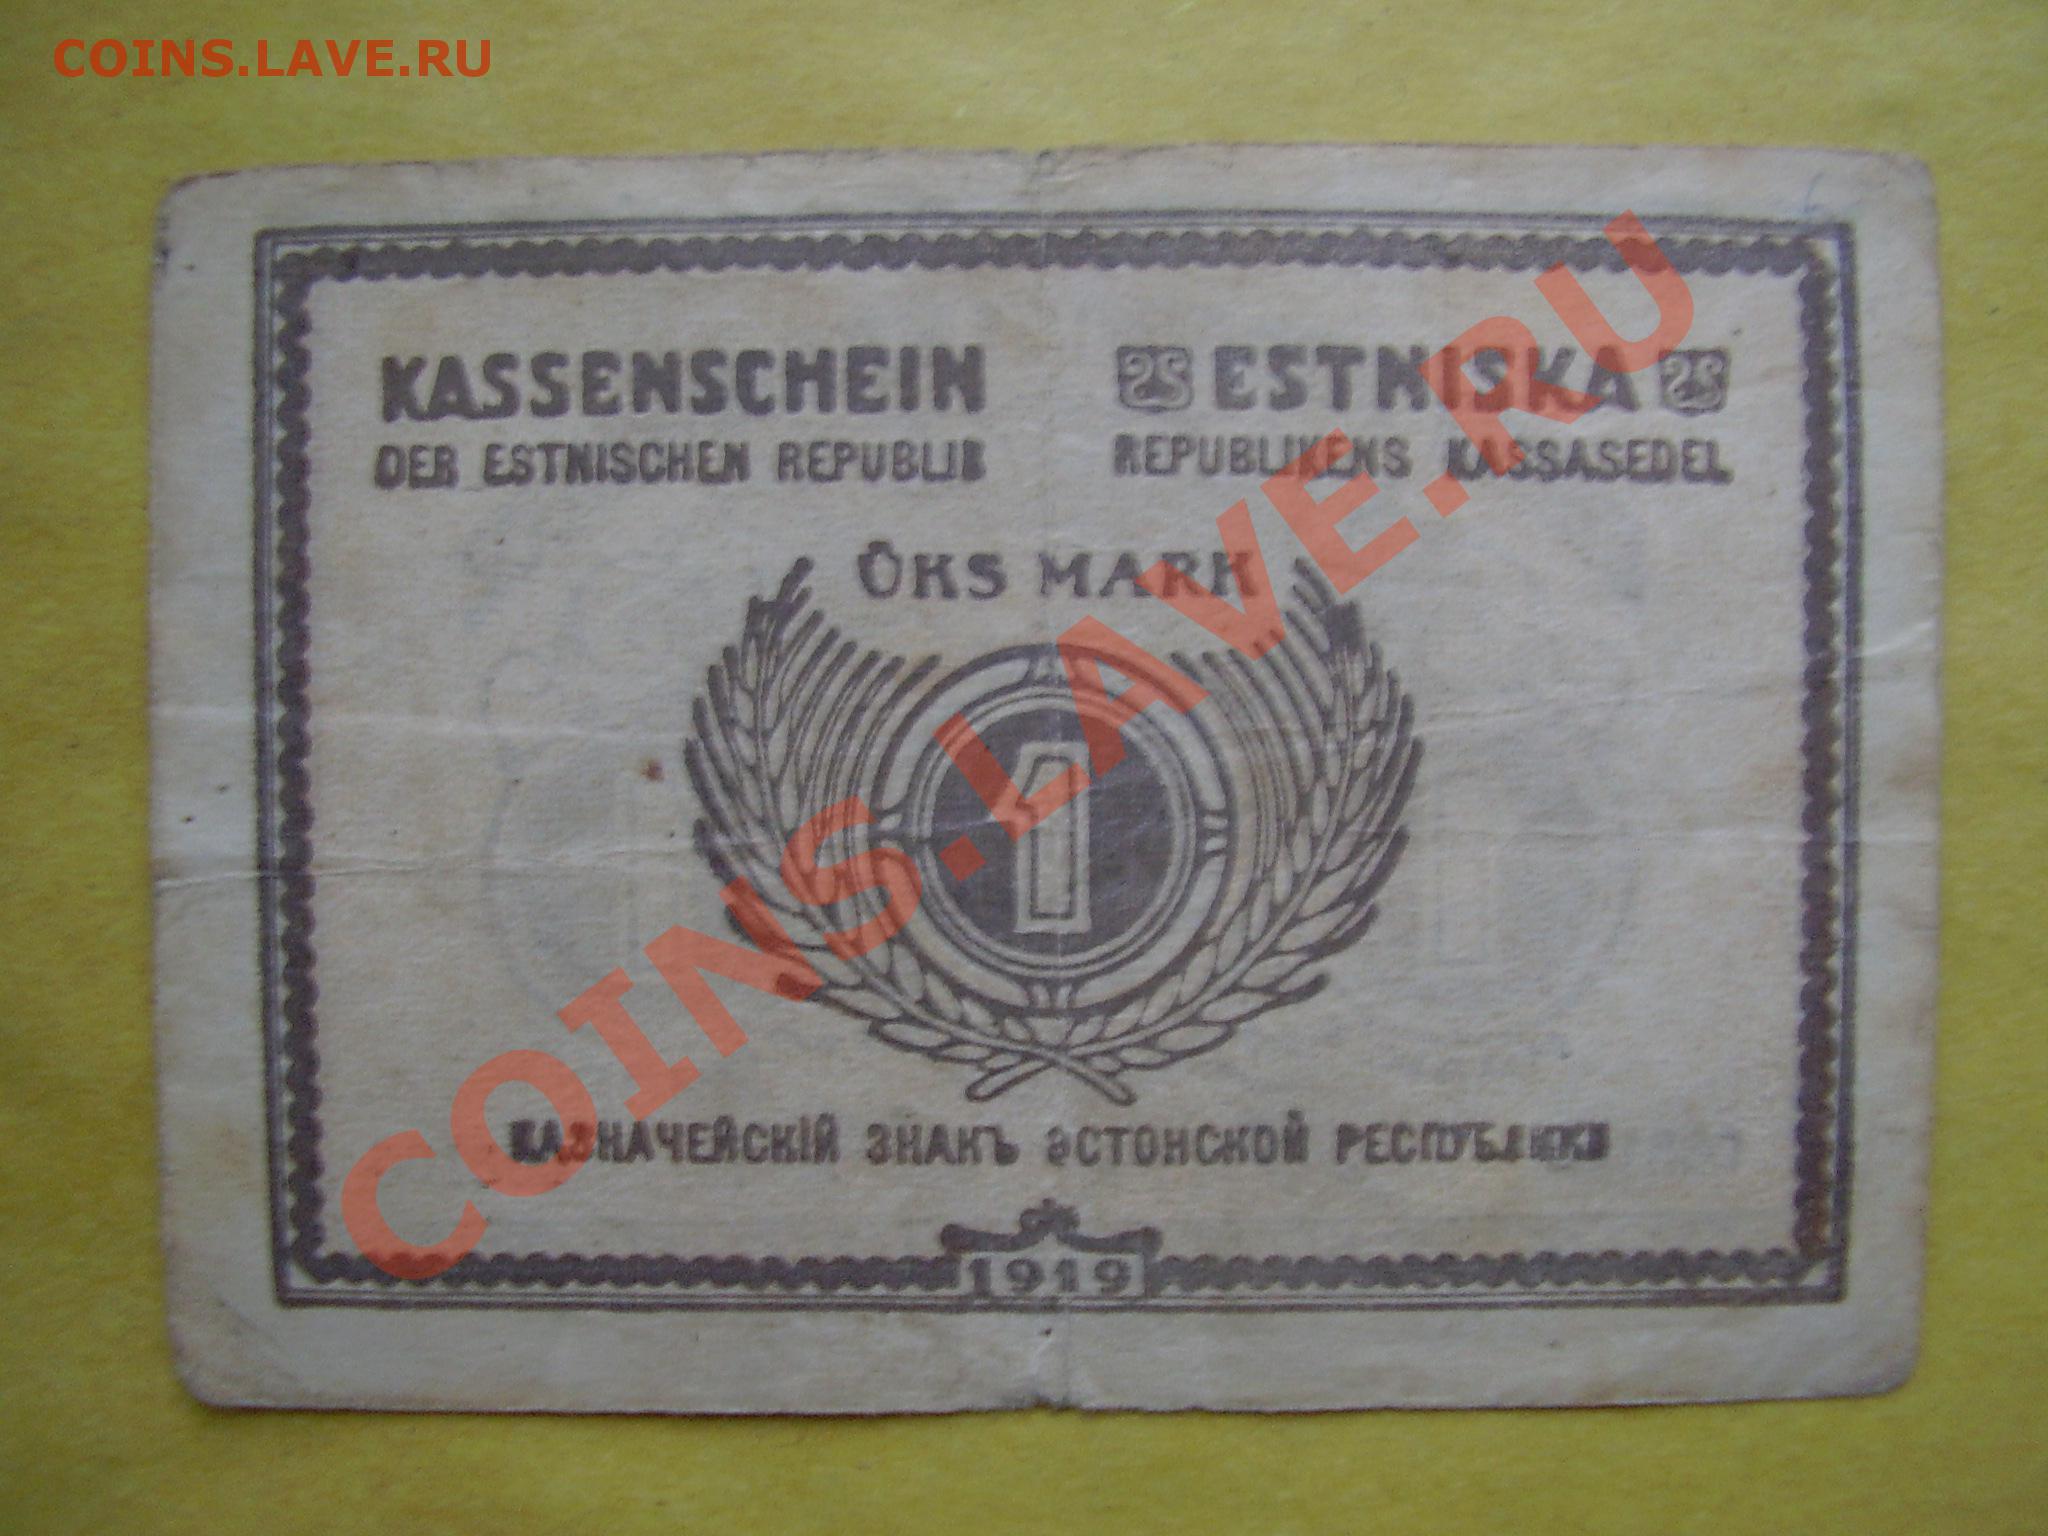 COINS.LAVE.RU
KASSENSCHEIN
DER ESTNISCHEN REPUBLIK
ESTNISKA
REPUBLIKENS KASSASEDEL
ÜKS MARK
1
КАЗНАЧЕЙСКІЙ ЗНАКЪ ЭСТОНСКОЙ РЕСПУБЛИКИ
1919
COINS.LAVE.RU